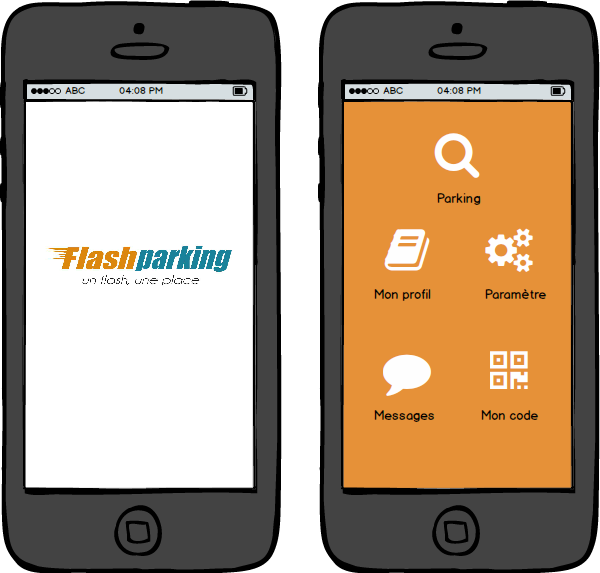 ABC 04:08 PM
Flashparking
un flash, une place
ABC 04:08 PM
Parking
Mon profil
Paramètre
Messages
Mon code